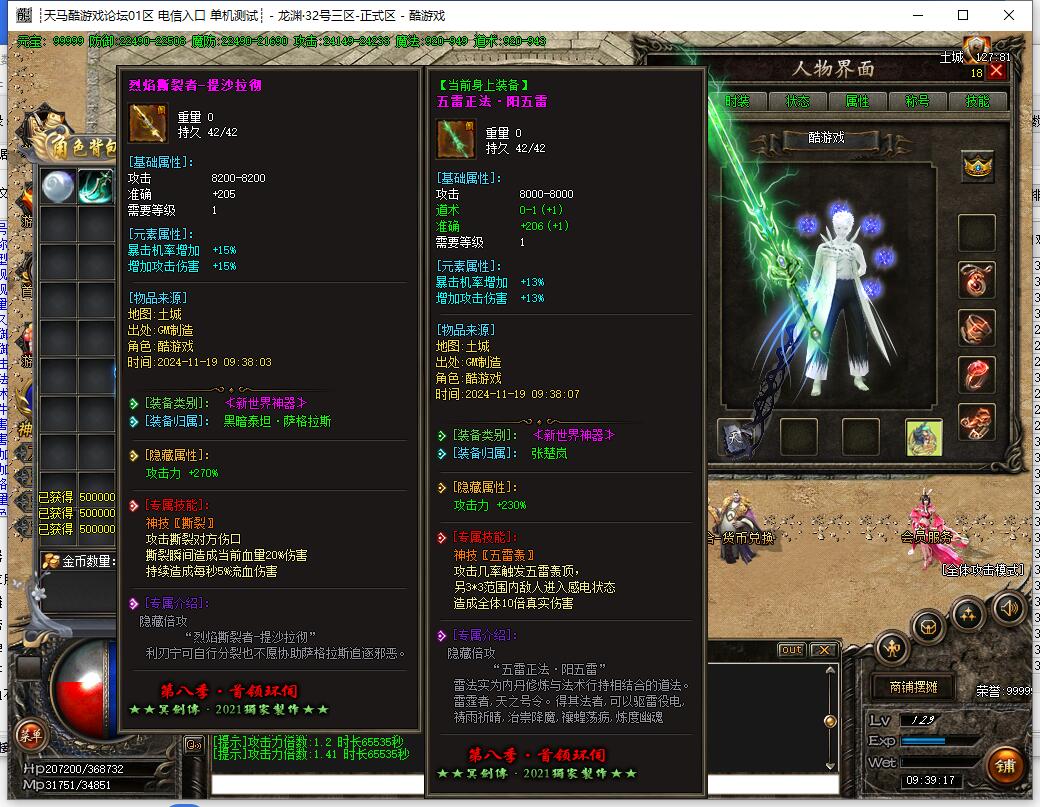 天马酷游戏论坛01区 电信入口 单机测试 - 龙渊·32号三区-正式区 - 酷游戏
元宝: 99999 防御:22490-22508 魔防:22490-21690 攻击:24149-24236 魔法:920-949 道术:920-943
土城 127:81
18
人物界面
时装 状态 属性 称号 技能
酷游戏
角色背包
烈焰撕裂者-提沙拉彻
重量 0
持久 42/42
[基础属性]:
攻击 8200-8200
准确 +205
需要等级 1
[元素属性]:
暴击机率增加 +15%
增加攻击伤害 +15%
[物品来源]
地图:土城
出处:GM制造
角色:酷游戏
时间:2024-11-19 09:38:03
[装备类别]: <新世界神器>
[装备归属]: 黑暗泰坦·萨格拉斯
[隐藏属性]:
攻击力 +270%
[专属技能]:
神技〖撕裂〗
攻击撕裂对方伤口
撕裂瞬间造成当前血量20%伤害
持续造成每秒5%流血伤害
[专属介绍]:
隐藏倍攻
“烈焰撕裂者-提沙拉彻”
利刃宁可自行分裂也不愿协助萨格拉斯追逐邪恶。
第八季·首领环伺
★★冥剑传·2021獨家製作★★
【当前身上装备】
五雷正法·阳五雷
重量 0
持久 42/42
[基础属性]:
攻击 8000-8000
道术 0-1(+1)
准确 +206(+1)
需要等级 1
[元素属性]:
暴击机率增加 +13%
增加攻击伤害 +13%
[物品来源]
地图:土城
出处:GM制造
角色:酷游戏
时间:2024-11-19 09:38:07
[装备类别]: <新世界神器>
[装备归属]: 张楚岚
[隐藏属性]:
攻击力 +230%
[专属技能]:
神技〖五雷轰〗
攻击几率触发五雷轰顶，
另3*3范围内敌人进入感电状态
造成全体10倍真实伤害
[专属介绍]:
隐藏倍攻
“五雷正法·阳五雷”
雷法实为内丹修炼与法术行持相结合的道法。
雷霆者,天之号令。得其法者,可以驱雷役电,
祷雨祈晴,治祟降魔,禳蝗荡疬,炼度幽魂
第八季·首领环伺
★★冥剑传·2021獨家製作★★
已获得 500000
已获得 500000
已获得 500000
金币数量:
货币兑换
会员服务
[全体攻击模式]
out X
商铺摆摊
荣誉:9999
Lv 129
Exp
Wet
09:39:17
铺
菜单
Hp207200/368732
Mp31751/34851
[提示]攻击力倍数:1.2 时长65535秒
[提示]攻击力倍数:1.41 时长65535秒